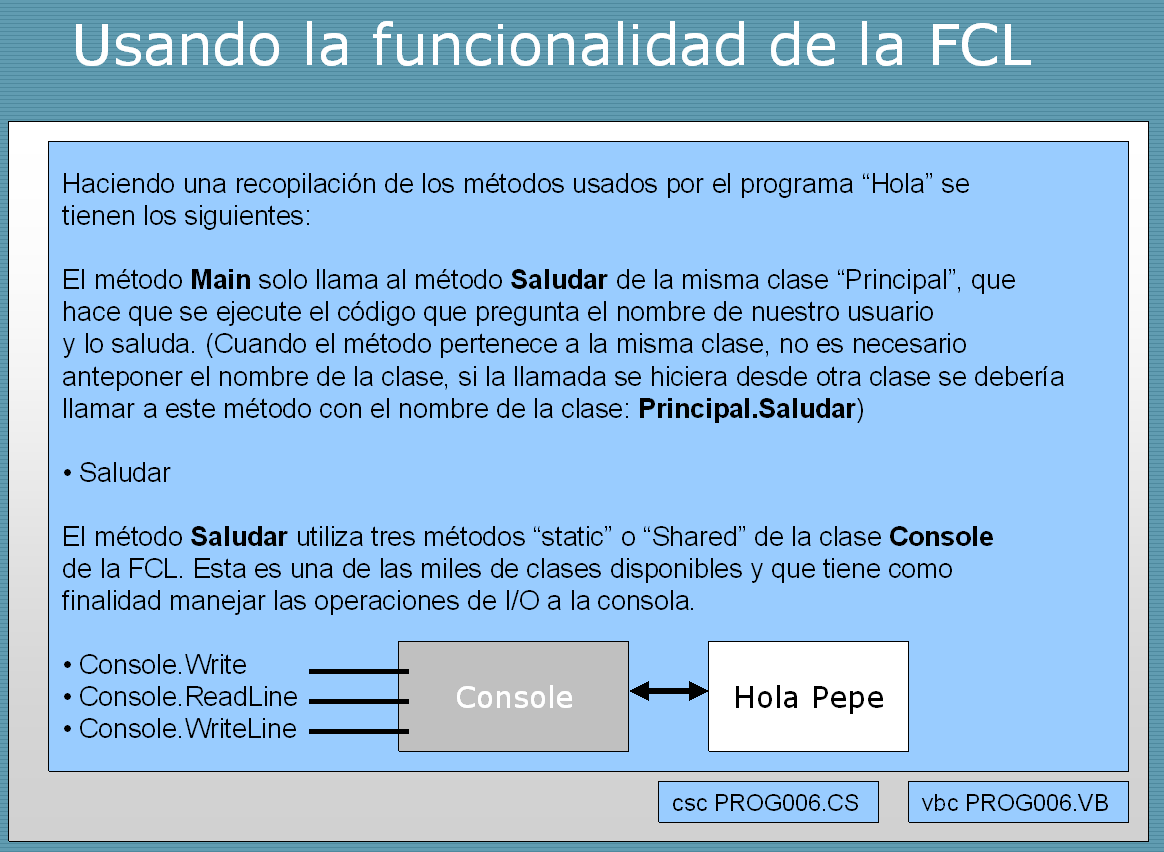 Usando la funcionalidad de la FCL
Haciendo una recopilación de los métodos usados por el programa “Hola” se
tienen los siguientes:
El método Main solo llama al método Saludar de la misma clase “Principal”, que
hace que se ejecute el código que pregunta el nombre de nuestro usuario
y lo saluda. (Cuando el método pertenece a la misma clase, no es necesario
anteponer el nombre de la clase, si la llamada se hiciera desde otra clase se debería
llamar a este método con el nombre de la clase: Principal.Saludar)
• Saludar
El método Saludar utiliza tres métodos “static” o “Shared” de la clase Console
de la FCL. Esta es una de las miles de clases disponibles y que tiene como
finalidad manejar las operaciones de I/O a la consola.
• Console.Write
• Console.ReadLine
• Console.WriteLine
Console
Hola Pepe
csc PROG006.CS
vbc PROG006.VB